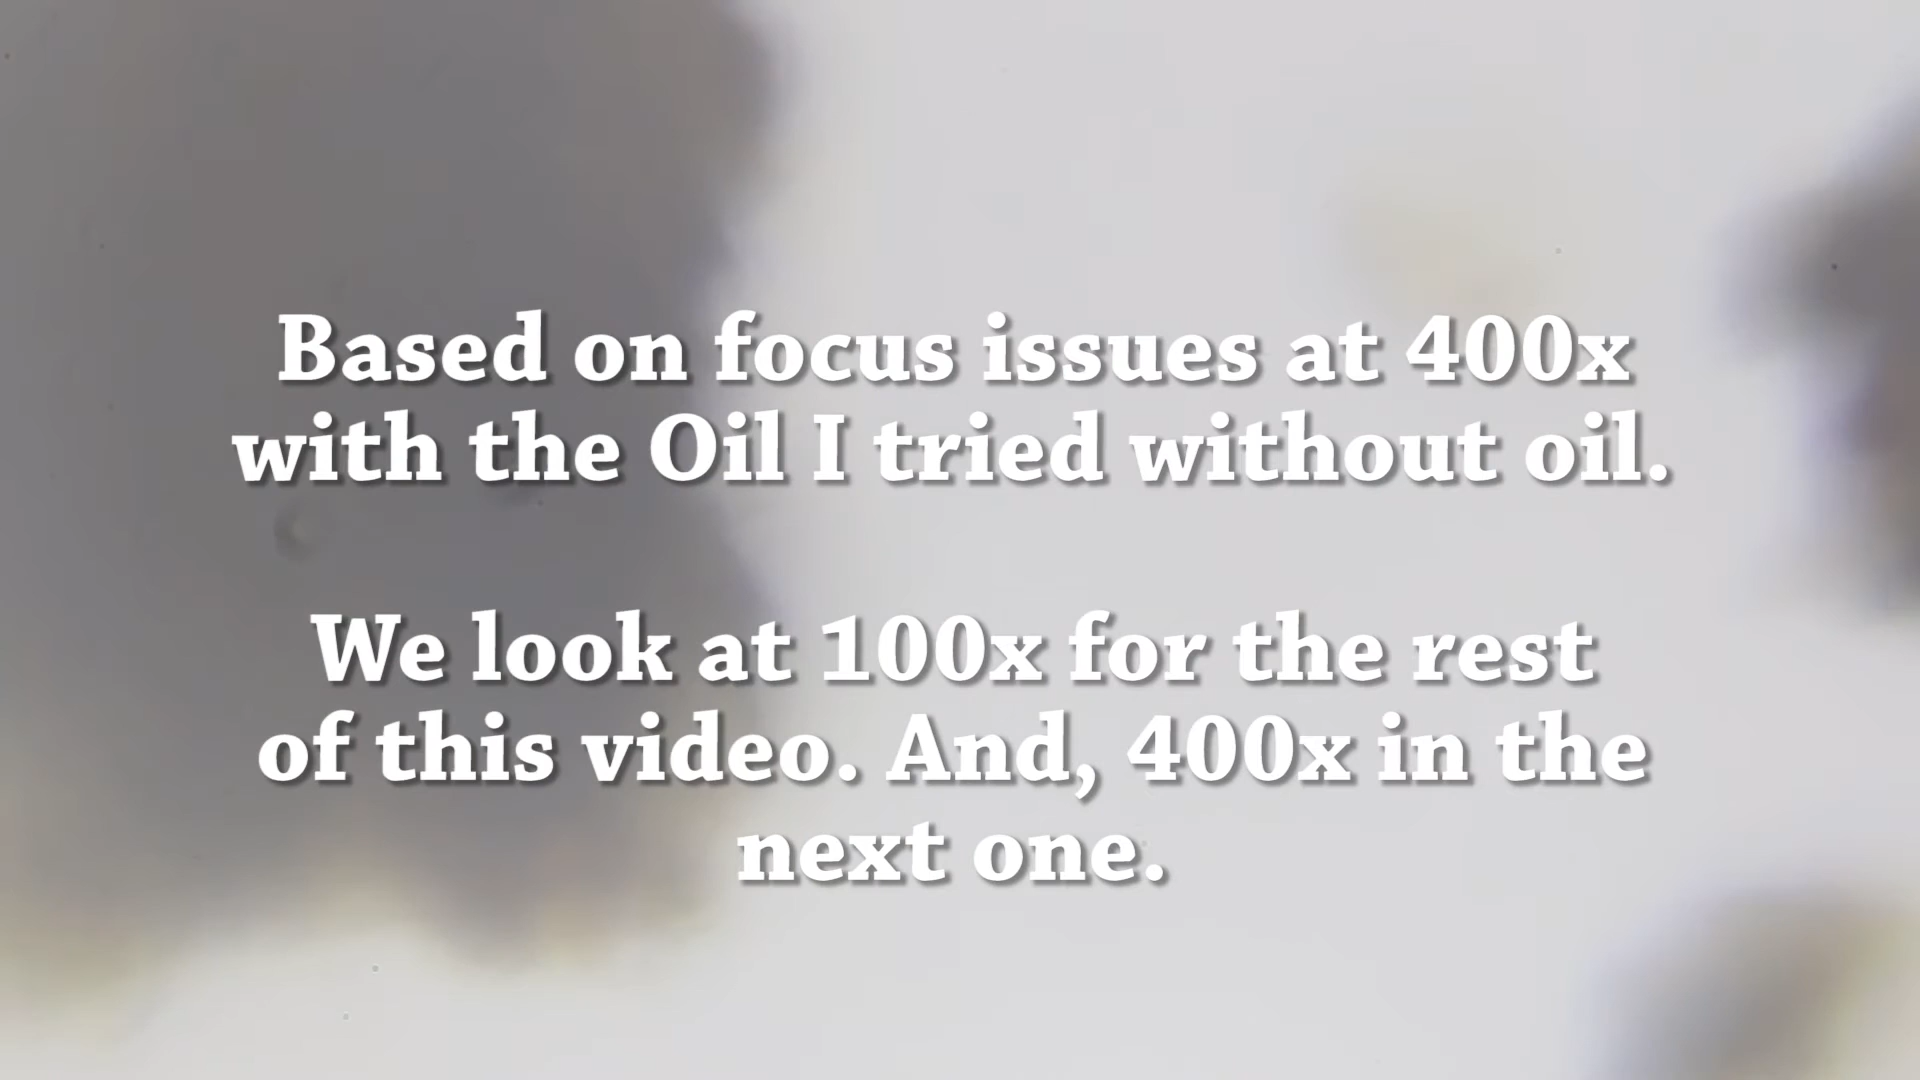 Based on focus issues at 400x
with the Oil I tried without oil.
We look at 100x for the rest
of this video. And, 400x in the
next one.